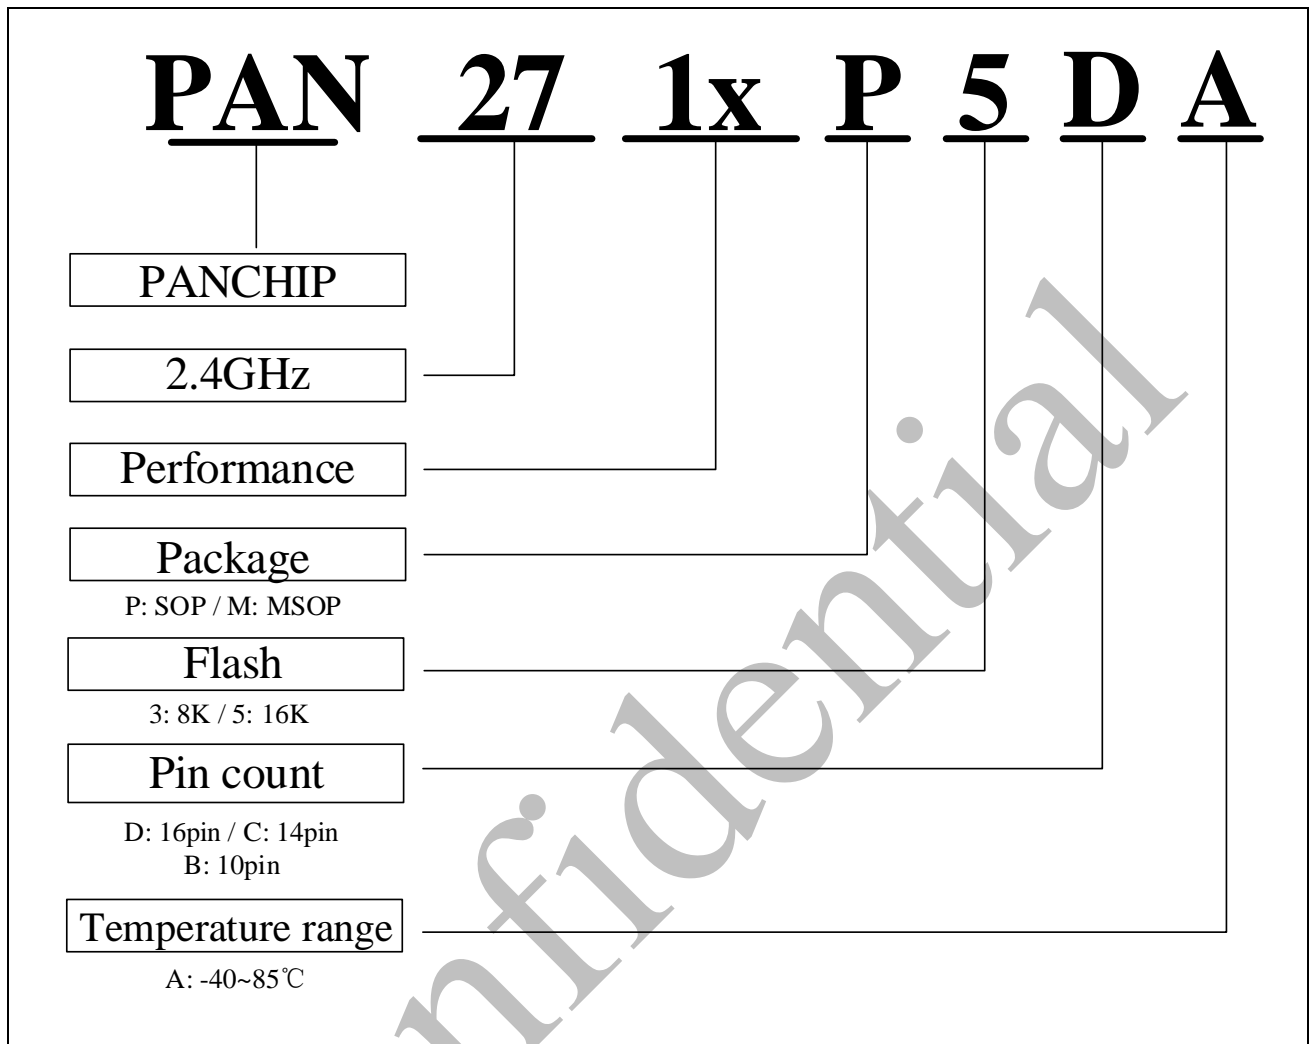 PAN 27 1x P 5 D A
PANCHIP
2.4GHz
Performance
Package
P: SOP / M: MSOP
Flash
3: 8K / 5: 16K
Pin count
D: 16pin / C: 14pin
B: 10pin
Temperature range
A: -40~85℃
nfidential